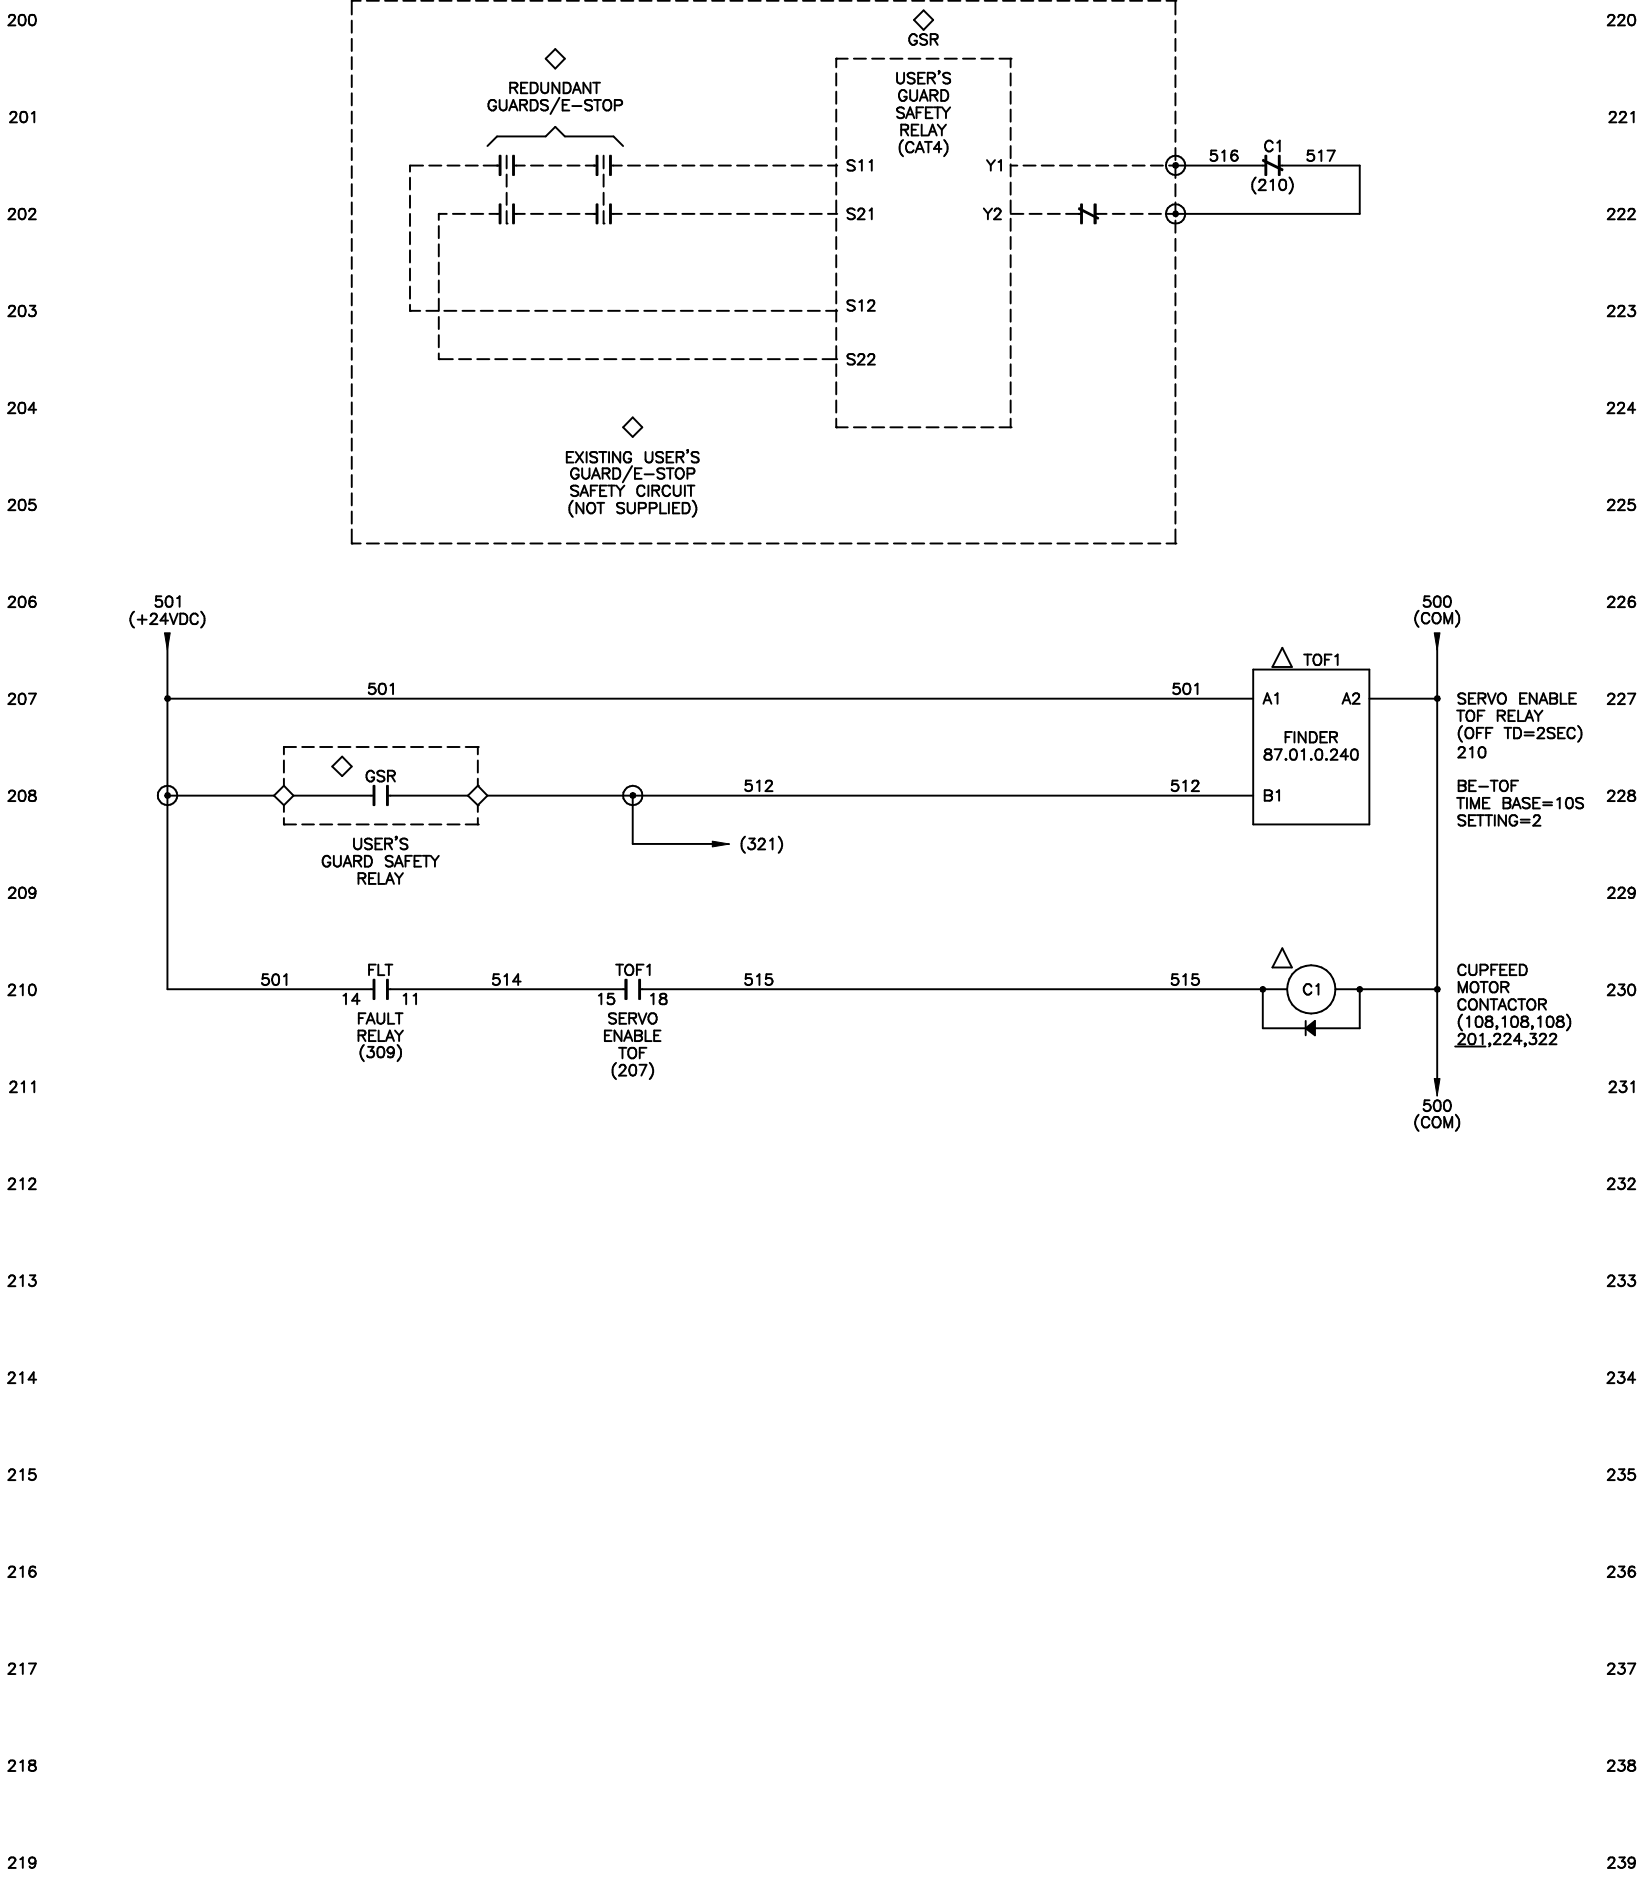 200
220
GSR
REDUNDANT
GUARDS/E-STOP
USER'S
GUARD
SAFETY
RELAY
(CAT4)
201
221
S11
Y1
516
C1
517
(210)
202
S21
Y2
222
203
S12
223
S22
204
224
EXISTING USER'S
GUARD/E-STOP
SAFETY CIRCUIT
(NOT SUPPLIED)
205
225
206
501
(+24VDC)
500
(COM)
226
TOF1
207
501
501
A1
A2
SERVO ENABLE
TOF RELAY
(OFF TD=2SEC)
210
227
FINDER
87.01.0.240
208
GSR
512
512
B1
BE-TOF
TIME BASE=10S
SETTING=2
228
USER'S
GUARD SAFETY
RELAY
(321)
209
229
210
501
FLT
14
11
FAULT
RELAY
(309)
514
TOF1
15
18
SERVO
ENABLE
TOF
(207)
515
515
C1
CUPFEED
MOTOR
CONTACTOR
(108,108,108)
201,224,322
230
211
231
500
(COM)
212
232
213
233
214
234
215
235
216
236
217
237
218
238
219
239